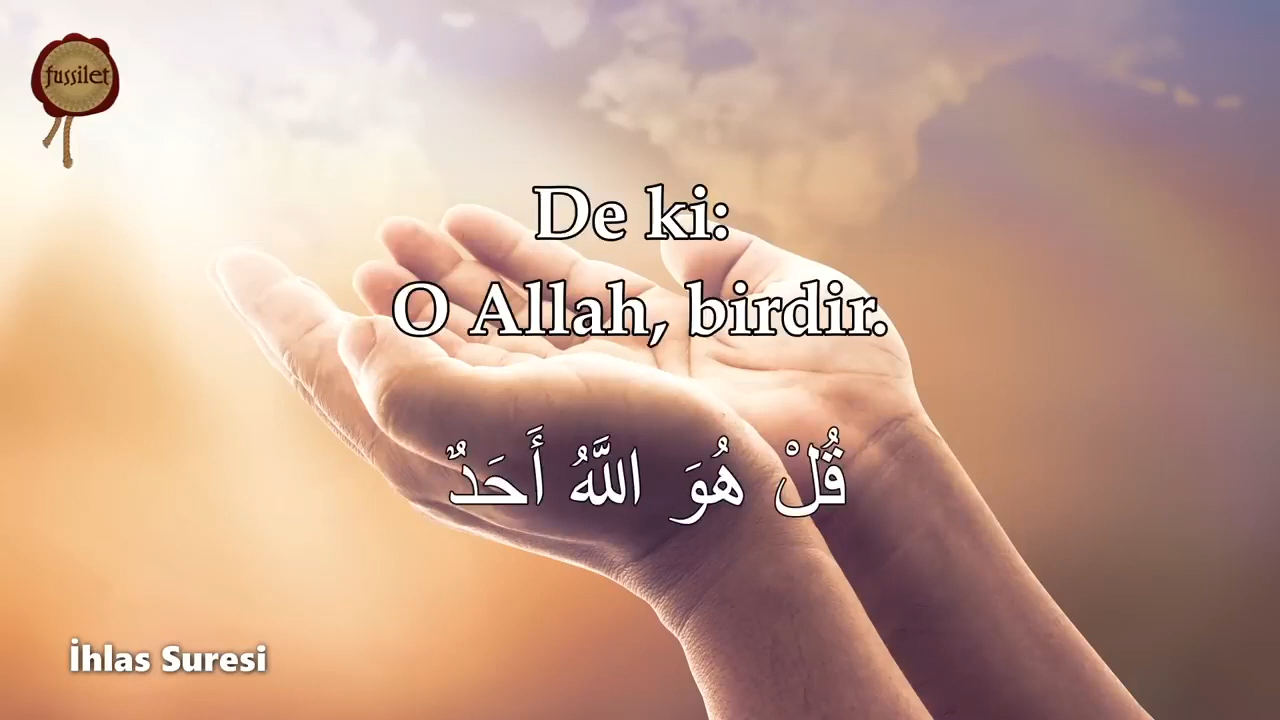 fussilet
De ki:
O Allah, birdir.
قُلْ هُوَ اللَّهُ أَحَدٌ
İhlas Suresi